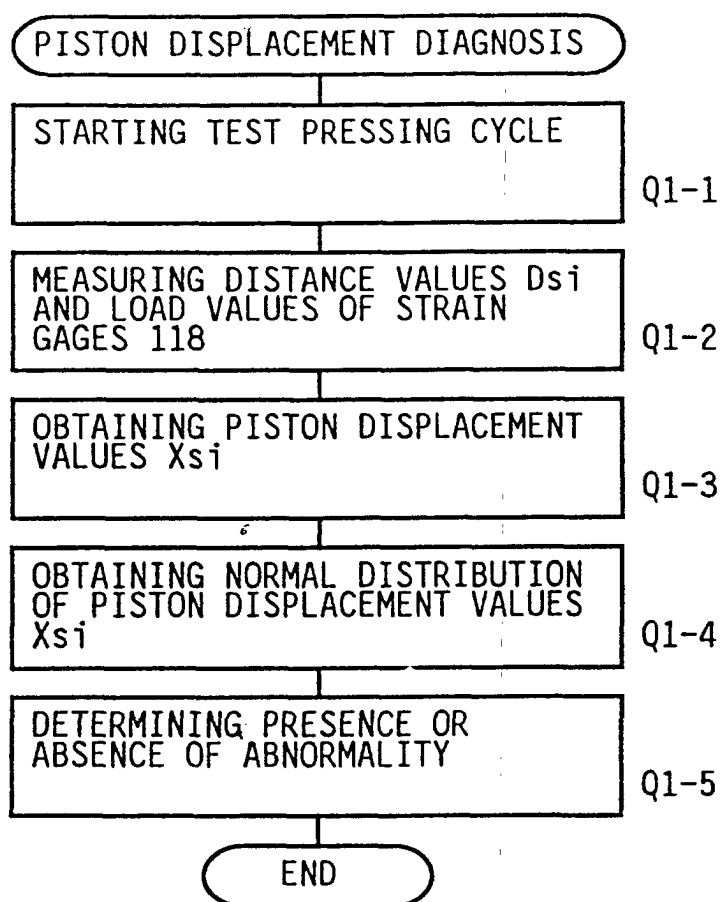 PISTON DISPLACEMENT DIAGNOSIS
STARTING TEST PRESSING CYCLE
Q1-1
MEASURING DISTANCE VALUES Dsi
AND LOAD VALUES OF STRAIN
GAGES 118
Q1-2
OBTAINING PISTON DISPLACEMENT
VALUES Xsi
Q1-3
OBTAINING NORMAL DISTRIBUTION
OF PISTON DISPLACEMENT VALUES
Xsi
Q1-4
DETERMINING PRESENCE OR
ABSENCE OF ABNORMALITY
Q1-5
END